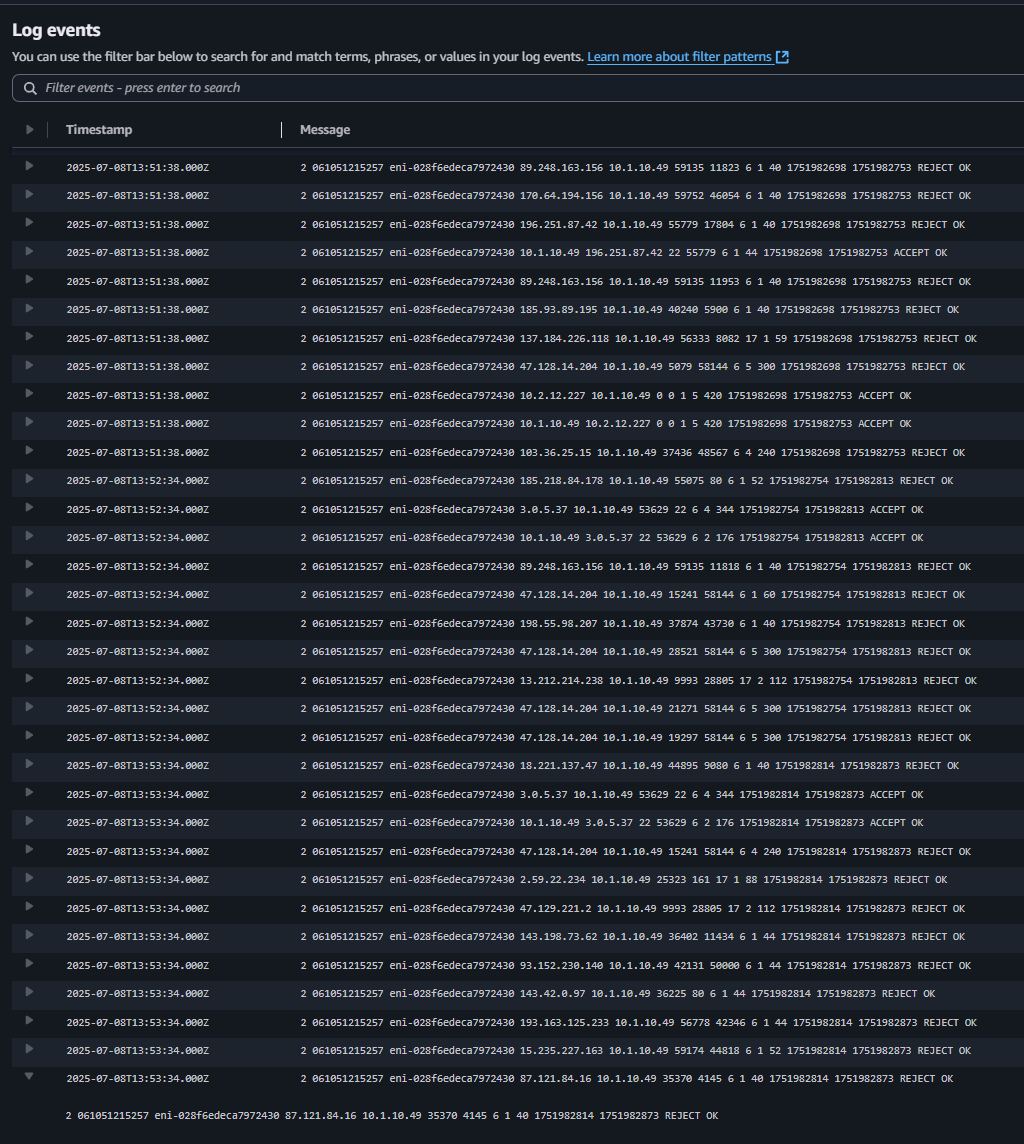 Log events
You can use the filter bar below to search for and match terms, phrases, or values in your log events. Learn more about filter patterns
Filter events - press enter to search
Timestamp Message
2025-07-08T13:51:38.000Z 2 061051215257 eni-028f6edeca7972430 89.248.163.156 10.1.10.49 59135 11823 6 1 40 1751982698 1751982753 REJECT OK
2025-07-08T13:51:38.000Z 2 061051215257 eni-028f6edeca7972430 170.64.194.156 10.1.10.49 59752 46054 6 1 40 1751982698 1751982753 REJECT OK
2025-07-08T13:51:38.000Z 2 061051215257 eni-028f6edeca7972430 196.251.87.42 10.1.10.49 55779 17804 6 1 40 1751982698 1751982753 REJECT OK
2025-07-08T13:51:38.000Z 2 061051215257 eni-028f6edeca7972430 10.1.10.49 196.251.87.42 22 55779 6 1 44 1751982698 1751982753 ACCEPT OK
2025-07-08T13:51:38.000Z 2 061051215257 eni-028f6edeca7972430 89.248.163.156 10.1.10.49 59135 11953 6 1 40 1751982698 1751982753 REJECT OK
2025-07-08T13:51:38.000Z 2 061051215257 eni-028f6edeca7972430 185.93.89.195 10.1.10.49 40240 5900 6 1 40 1751982698 1751982753 REJECT OK
2025-07-08T13:51:38.000Z 2 061051215257 eni-028f6edeca7972430 137.184.226.118 10.1.10.49 56333 8082 17 1 59 1751982698 1751982753 REJECT OK
2025-07-08T13:51:38.000Z 2 061051215257 eni-028f6edeca7972430 47.128.14.204 10.1.10.49 5079 58144 6 5 300 1751982698 1751982753 REJECT OK
2025-07-08T13:51:38.000Z 2 061051215257 eni-028f6edeca7972430 10.2.12.227 10.1.10.49 0 0 1 5 420 1751982698 1751982753 ACCEPT OK
2025-07-08T13:51:38.000Z 2 061051215257 eni-028f6edeca7972430 10.1.10.49 10.2.12.227 0 0 1 5 420 1751982698 1751982753 ACCEPT OK
2025-07-08T13:51:38.000Z 2 061051215257 eni-028f6edeca7972430 103.36.25.15 10.1.10.49 37436 48567 6 4 240 1751982698 1751982753 REJECT OK
2025-07-08T13:52:34.000Z 2 061051215257 eni-028f6edeca7972430 185.218.84.178 10.1.10.49 55075 80 6 1 52 1751982754 1751982813 REJECT OK
2025-07-08T13:52:34.000Z 2 061051215257 eni-028f6edeca7972430 3.0.5.37 10.1.10.49 53629 22 6 4 344 1751982754 1751982813 ACCEPT OK
2025-07-08T13:52:34.000Z 2 061051215257 eni-028f6edeca7972430 10.1.10.49 3.0.5.37 22 53629 6 2 176 1751982754 1751982813 ACCEPT OK
2025-07-08T13:52:34.000Z 2 061051215257 eni-028f6edeca7972430 89.248.163.156 10.1.10.49 59135 11818 6 1 40 1751982754 1751982813 REJECT OK
2025-07-08T13:52:34.000Z 2 061051215257 eni-028f6edeca7972430 47.128.14.204 10.1.10.49 15241 58144 6 1 60 1751982754 1751982813 REJECT OK
2025-07-08T13:52:34.000Z 2 061051215257 eni-028f6edeca7972430 198.55.98.207 10.1.10.49 37874 43730 6 1 40 1751982754 1751982813 REJECT OK
2025-07-08T13:52:34.000Z 2 061051215257 eni-028f6edeca7972430 47.128.14.204 10.1.10.49 28521 58144 6 5 300 1751982754 1751982813 REJECT OK
2025-07-08T13:52:34.000Z 2 061051215257 eni-028f6edeca7972430 13.212.214.238 10.1.10.49 9993 28805 17 2 112 1751982754 1751982813 REJECT OK
2025-07-08T13:52:34.000Z 2 061051215257 eni-028f6edeca7972430 47.128.14.204 10.1.10.49 21271 58144 6 5 300 1751982754 1751982813 REJECT OK
2025-07-08T13:52:34.000Z 2 061051215257 eni-028f6edeca7972430 47.128.14.204 10.1.10.49 19297 58144 6 5 300 1751982754 1751982813 REJECT OK
2025-07-08T13:53:34.000Z 2 061051215257 eni-028f6edeca7972430 18.221.137.47 10.1.10.49 44895 9080 6 1 40 1751982814 1751982873 REJECT OK
2025-07-08T13:53:34.000Z 2 061051215257 eni-028f6edeca7972430 3.0.5.37 10.1.10.49 53629 22 6 4 344 1751982814 1751982873 ACCEPT OK
2025-07-08T13:53:34.000Z 2 061051215257 eni-028f6edeca7972430 10.1.10.49 3.0.5.37 22 53629 6 2 176 1751982814 1751982873 ACCEPT OK
2025-07-08T13:53:34.000Z 2 061051215257 eni-028f6edeca7972430 47.128.14.204 10.1.10.49 15241 58144 6 4 240 1751982814 1751982873 REJECT OK
2025-07-08T13:53:34.000Z 2 061051215257 eni-028f6edeca7972430 2.59.22.234 10.1.10.49 25323 161 17 1 88 1751982814 1751982873 REJECT OK
2025-07-08T13:53:34.000Z 2 061051215257 eni-028f6edeca7972430 47.129.221.2 10.1.10.49 9993 28805 17 2 112 1751982814 1751982873 REJECT OK
2025-07-08T13:53:34.000Z 2 061051215257 eni-028f6edeca7972430 143.198.73.62 10.1.10.49 36402 11434 6 1 44 1751982814 1751982873 REJECT OK
2025-07-08T13:53:34.000Z 2 061051215257 eni-028f6edeca7972430 93.152.230.140 10.1.10.49 42131 50000 6 1 44 1751982814 1751982873 REJECT OK
2025-07-08T13:53:34.000Z 2 061051215257 eni-028f6edeca7972430 143.42.0.97 10.1.10.49 36225 80 6 1 44 1751982814 1751982873 REJECT OK
2025-07-08T13:53:34.000Z 2 061051215257 eni-028f6edeca7972430 193.163.125.233 10.1.10.49 56778 42346 6 1 44 1751982814 1751982873 REJECT OK
2025-07-08T13:53:34.000Z 2 061051215257 eni-028f6edeca7972430 15.235.227.163 10.1.10.49 59174 44818 6 1 52 1751982814 1751982873 REJECT OK
2025-07-08T13:53:34.000Z 2 061051215257 eni-028f6edeca7972430 87.121.84.16 10.1.10.49 35370 4145 6 1 40 1751982814 1751982873 REJECT OK
2 061051215257 eni-028f6edeca7972430 87.121.84.16 10.1.10.49 35370 4145 6 1 40 1751982814 1751982873 REJECT OK